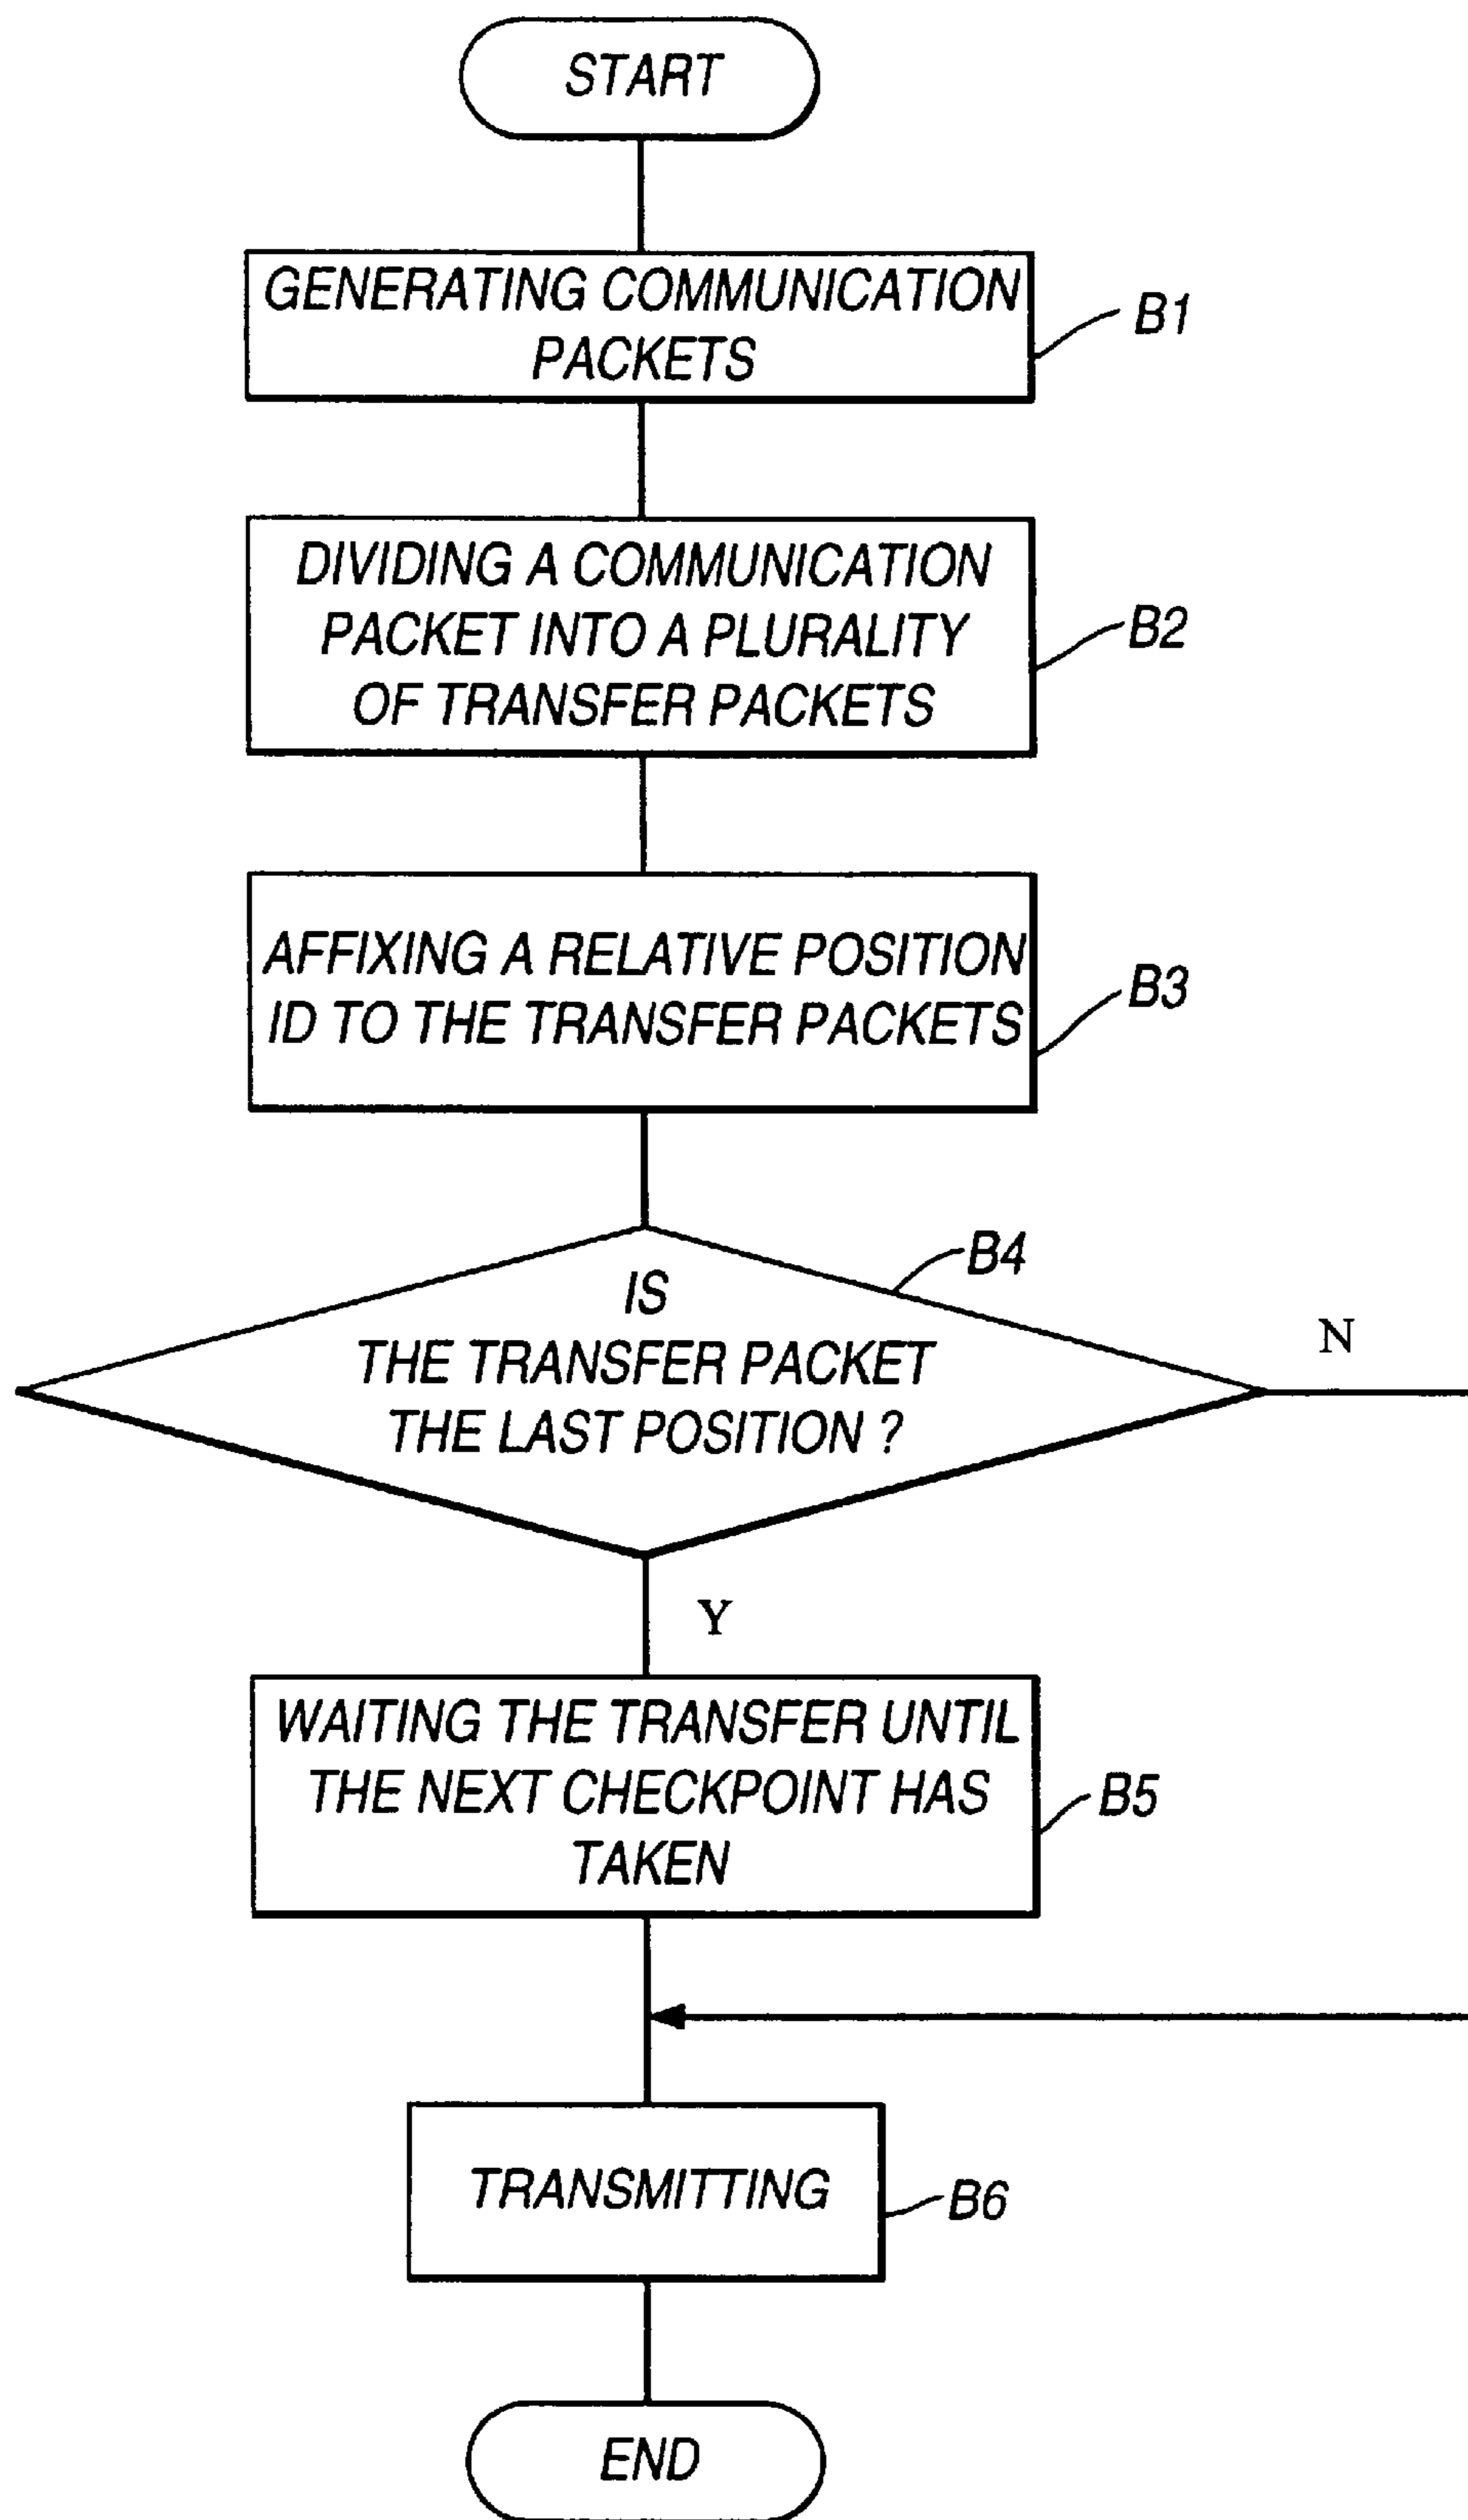 START
GENERATING COMMUNICATION
PACKETS
B1
DIVIDING A COMMUNICATION
PACKET INTO A PLURALITY
OF TRANSFER PACKETS
B2
AFFIXING A RELATIVE POSITION
ID TO THE TRANSFER PACKETS
B3
B4
IS
THE TRANSFER PACKET
THE LAST POSITION ?
N
Y
WAITING THE TRANSFER UNTIL
THE NEXT CHECKPOINT HAS
TAKEN
B5
TRANSMITTING
B6
END